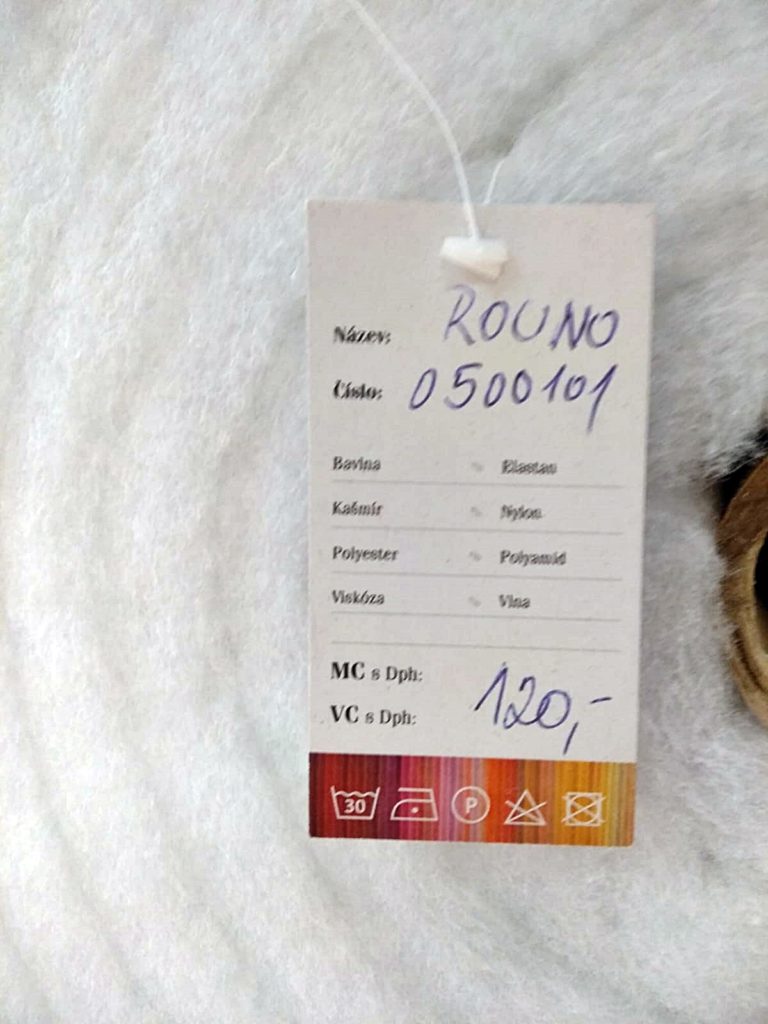 Název: ROUNO
Číslo: 0500101
Bavlna % Elastan
Kašmír % Nylon
Polyester % Polyamid
Viskóza % Vlna
MC s Dph:
VC s Dph: 120,-
30 P